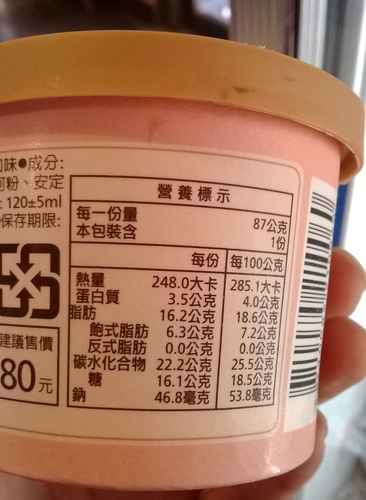 味●成分:
可粉、安定
: 120±5ml
保存期限:
建議售價
80元
營養標示
每一份量 87公克
本包裝含 1份
每份 每100公克
熱量 248.0大卡 285.1大卡
蛋白質 3.5公克 4.0公克
脂肪 16.2公克 18.6公克
飽式脂肪 6.3公克 7.2公克
反式脂肪 0.0公克 0.0公克
碳水化合物 22.2公克 25.5公克
糖 16.1公克 18.5公克
鈉 46.8毫克 53.8毫克